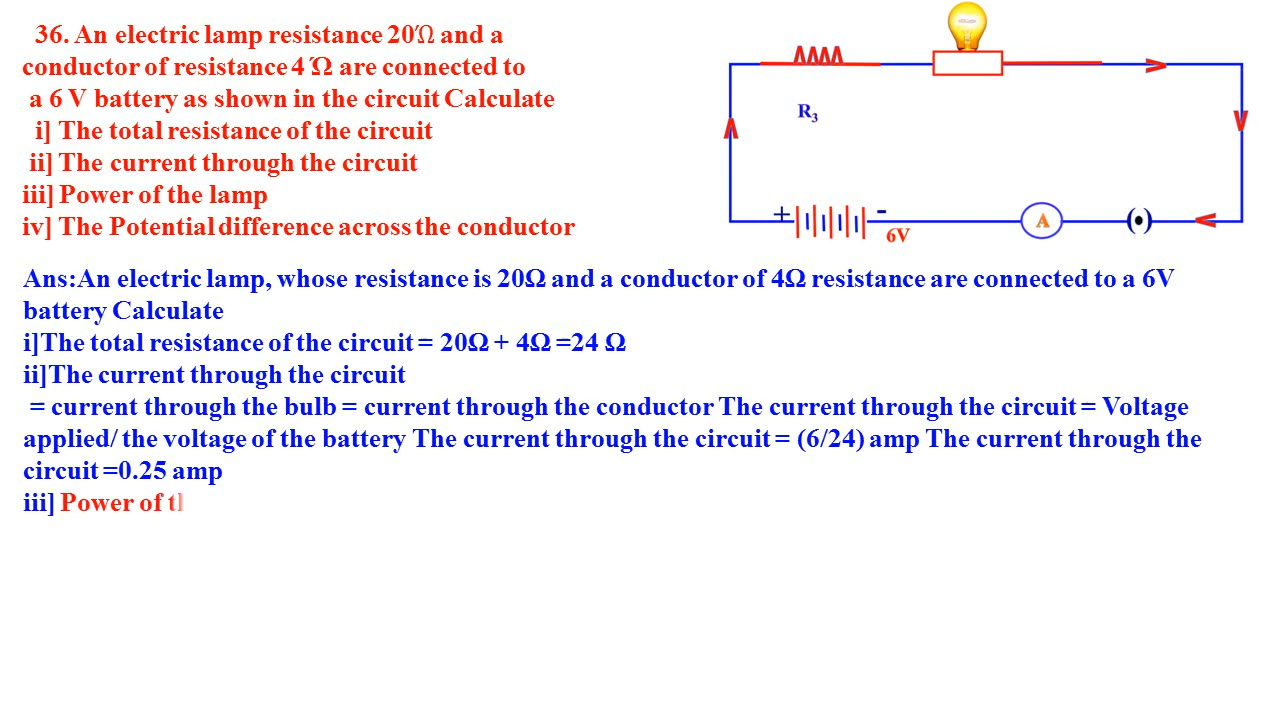 36. An electric lamp resistance 20Ώ and a
conductor of resistance 4 Ώ are connected to
a 6 V battery as shown in the circuit Calculate
i] The total resistance of the circuit
ii] The current through the circuit
iii] Power of the lamp
iv] The Potential difference across the conductor
R3
+
-
6V
A
(•)
Ans:An electric lamp, whose resistance is 20Ω and a conductor of 4Ω resistance are connected to a 6V
battery Calculate
i]The total resistance of the circuit = 20Ω + 4Ω =24 Ω
ii]The current through the circuit
= current through the bulb = current through the conductor The current through the circuit = Voltage
applied/ the voltage of the battery The current through the circuit = (6/24) amp The current through the
circuit =0.25 amp
iii] Power of